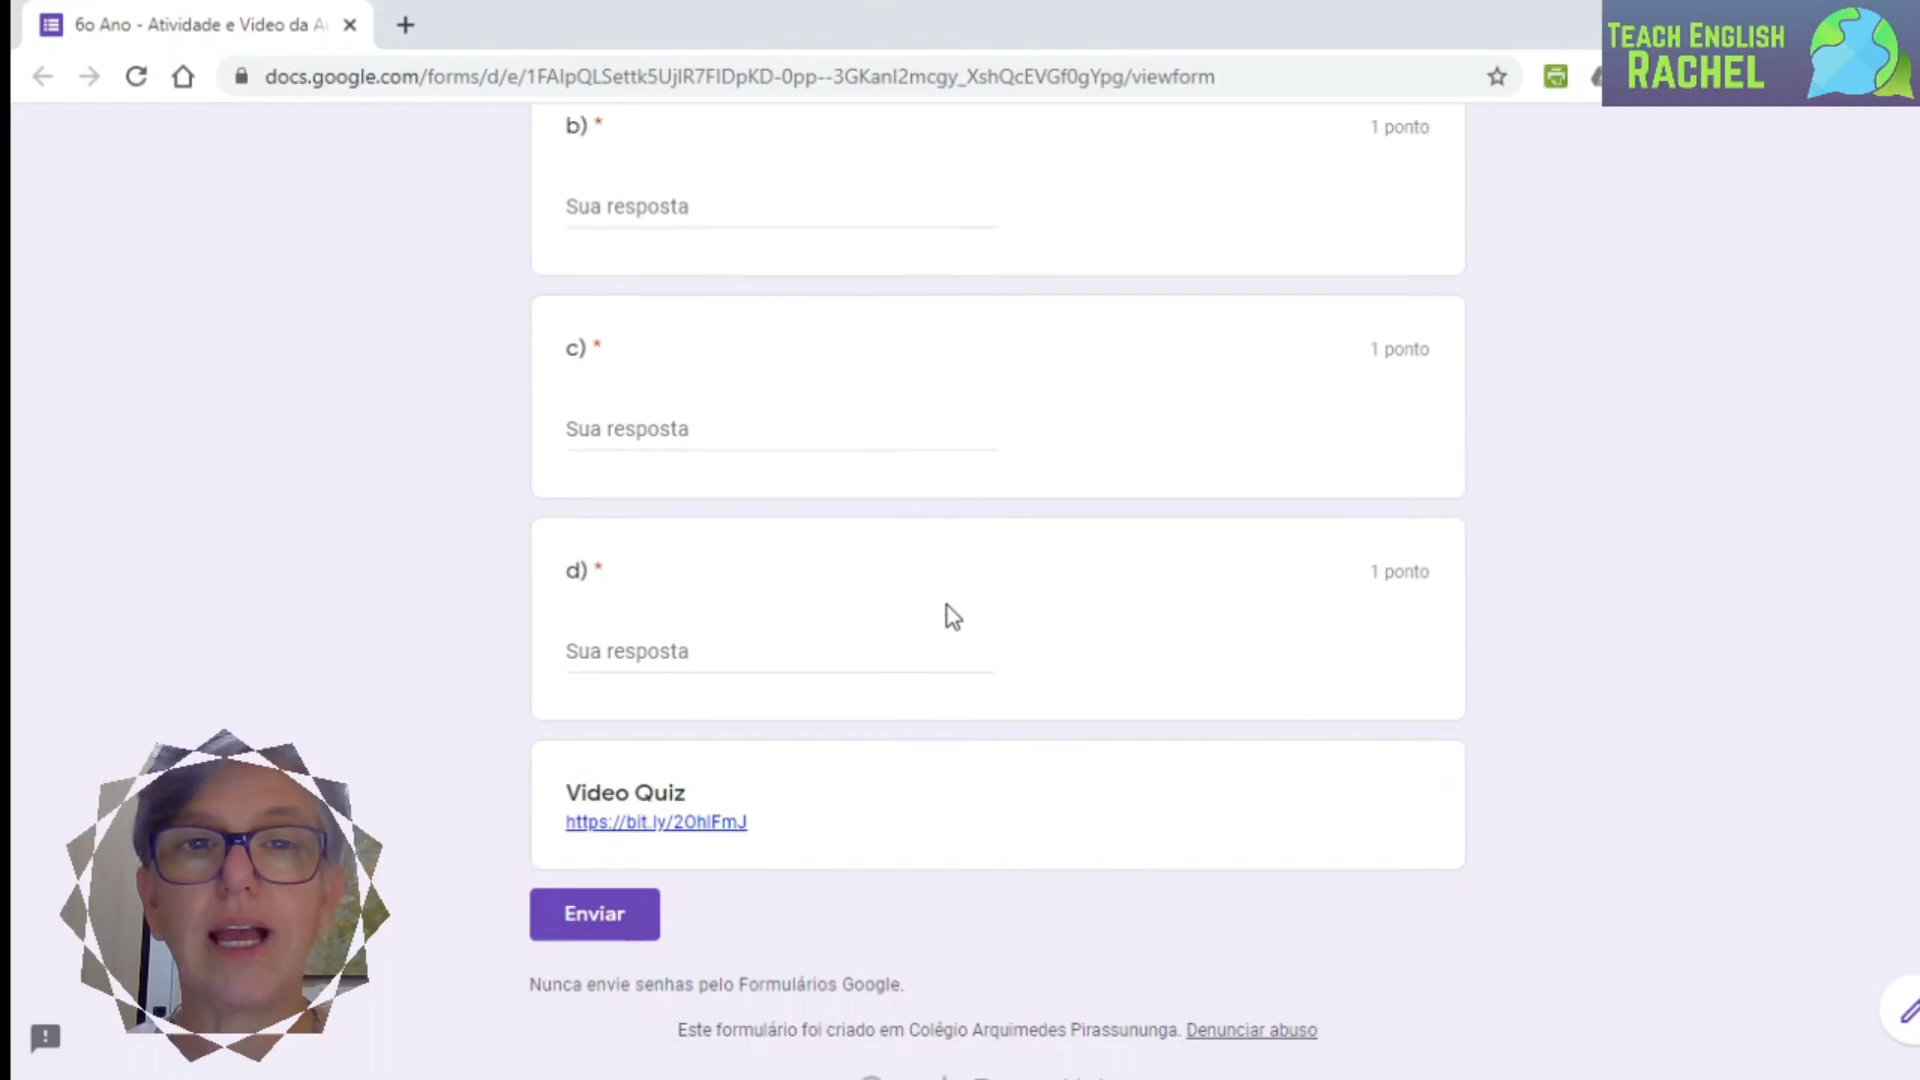 6o Ano - Atividade e Video da A
TEACH ENGLISH
RACHEL
docs.google.com/forms/d/e/1FAIpQLSettk5UjIR7FIDpKD-0pp--3GKanI2mcgy_XshQcEVGf0gYpg/viewform
b) *
1 ponto
Sua resposta
c) *
1 ponto
Sua resposta
d) *
1 ponto
Sua resposta
Video Quiz
https://bit.ly/2OhlFmJ
Enviar
Nunca envie senhas pelo Formulários Google.
Este formulário foi criado em Colégio Arquimedes Pirassununga. Denunciar abuso